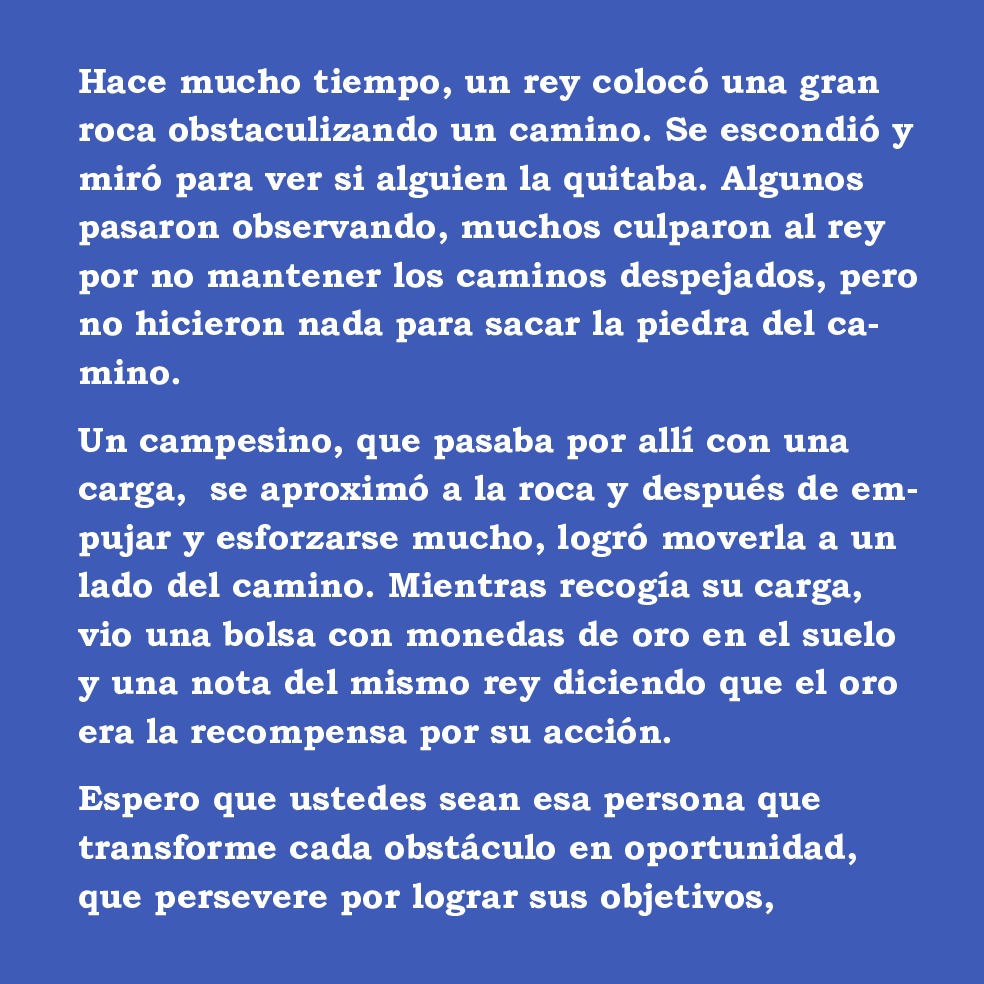 Hace mucho tiempo, un rey colocó una gran
roca obstaculizando un camino. Se escondió y
miró para ver si alguien la quitaba. Algunos
pasaron observando, muchos culparon al rey
por no mantener los caminos despejados, pero
no hicieron nada para sacar la piedra del ca-
mino.
Un campesino, que pasaba por allí con una
carga,  se aproximó a la roca y después de em-
pujar y esforzarse mucho, logró moverla a un
lado del camino. Mientras recogía su carga,
vio una bolsa con monedas de oro en el suelo
y una nota del mismo rey diciendo que el oro
era la recompensa por su acción.
Espero que ustedes sean esa persona que
transforme cada obstáculo en oportunidad,
que persevere por lograr sus objetivos,